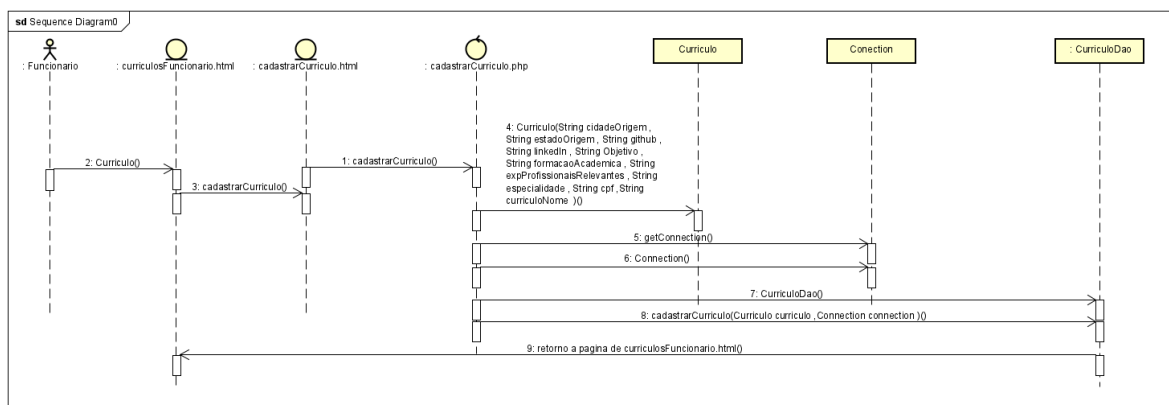 sd Sequence Diagram0
: Funcionario
: curriculosFuncionario.html
: cadastrarCurriculo.html
: cadastrarCurriculo.php
Curriculo
Conection
: CurriculoDao
4: Curriculo(String cidadeOrigem ,
String estadoOrigem , String github ,
String linkedIn , String Objetivo ,
String formacaoAcademica , String
expProfissionaisRelevantes , String
especialidade , String cpf ,String
curriculoNome )()
2: Curriculo()
1: cadastrarCurriculo()
3: cadastrarCurriculo()
5: getConnection()
6: Connection()
7: CurriculoDao()
8: cadastrarCurriculo(Curriculo curriculo ,Connection connection )()
9: retorno a pagina de curriculosFuncionario.html()